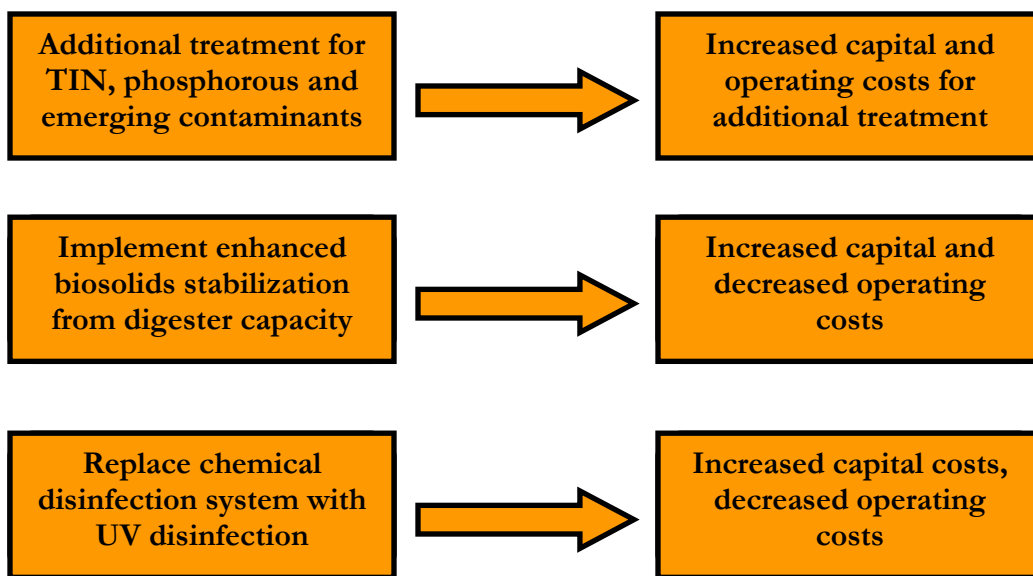 Additional treatment for
TIN, phosphorous and
emerging contaminants
Increased capital and
operating costs for
additional treatment
Implement enhanced
biosolids stabilization
from digester capacity
Increased capital and
decreased operating
costs
Replace chemical
disinfection system with
UV disinfection
Increased capital costs,
decreased operating
costs